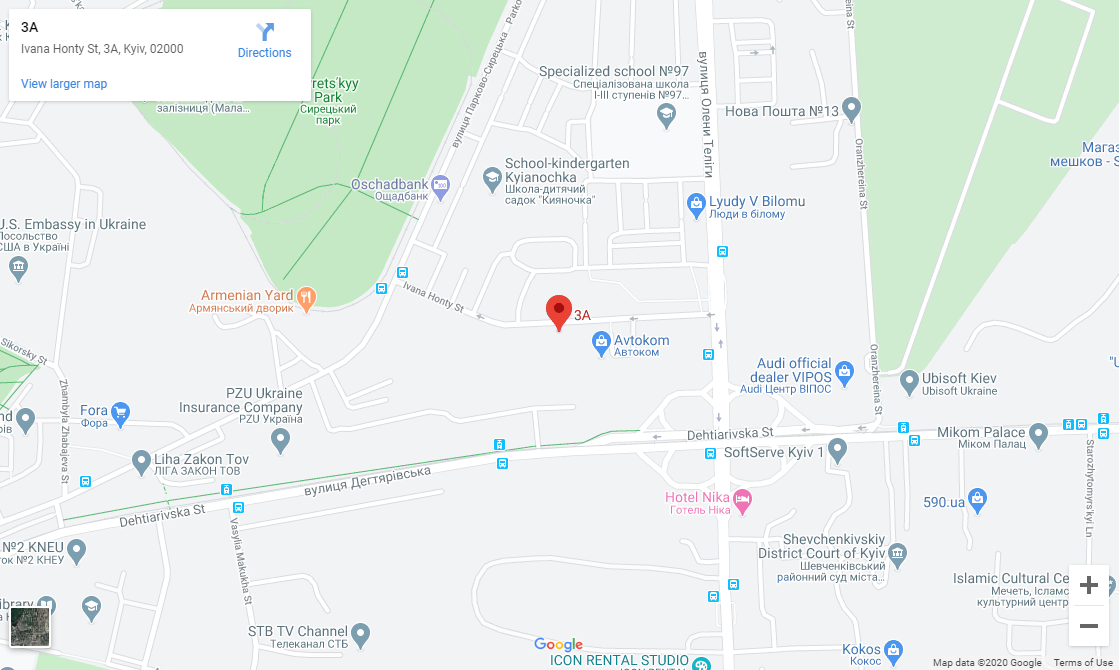 3A
Ivana Honty St, 3A, Kyiv, 02000
Directions
View larger map
rets'kyy
Park
Сирецький
парк
залізниця (Мала...
вулиця Парково-Сирецька - Parko
Specialized school №97
Спеціалізована школа
I-III ступенів №97...
вулиця Олени Теліги
Нова Пошта №13
Мага
мешков - S
Oranzhereina St
School-kindergarten
Kyianochka
Школа-дитячий
садок "Кияночка"
Oschadbank
Ощадбанк
Lyudy V Bilomu
Люди в білому
U.S. Embassy in Ukraine
Посольство
США в Україні
Armenian Yard
Армянський дворик
Ivana Honty St
3A
Avtokom
Автоком
Sikorsky St
Zhambyla Zhabajeva St
Audi official
dealer VIPOS
Audi Центр ВІПОС
Oranzhereina St
Ubisoft Kiev
Ubisoft Ukraine
PZU Ukraine
Insurance Company
PZU Україна
Fora
Фора
Dehtiarivska St
SoftServe Kyiv 1
Mikom Palace
Міком Палац
Starozhytomyrs'kyi Ln
Liha Zakon Tov
ЛІГА ЗАКОН ТОВ
вулиця Дегтярівська
Dehtiarivska St
Hotel Nika
Готель Ніка
590.ua
Vasylia Makukha St
№2 KNEU
ток №2 КНЕУ
Shevchenkivskiy
District Court of Kyiv
Шевченківський
районний суд міста...
Islamic Cultural Ce
Мечеть, Ісламс
культурний центр
ibrary
STB TV Channel
Телеканал СТБ
Google
ICON RENTAL STUDIO
Kokos
Кокос
Map data ©2020 Google
Terms of Use